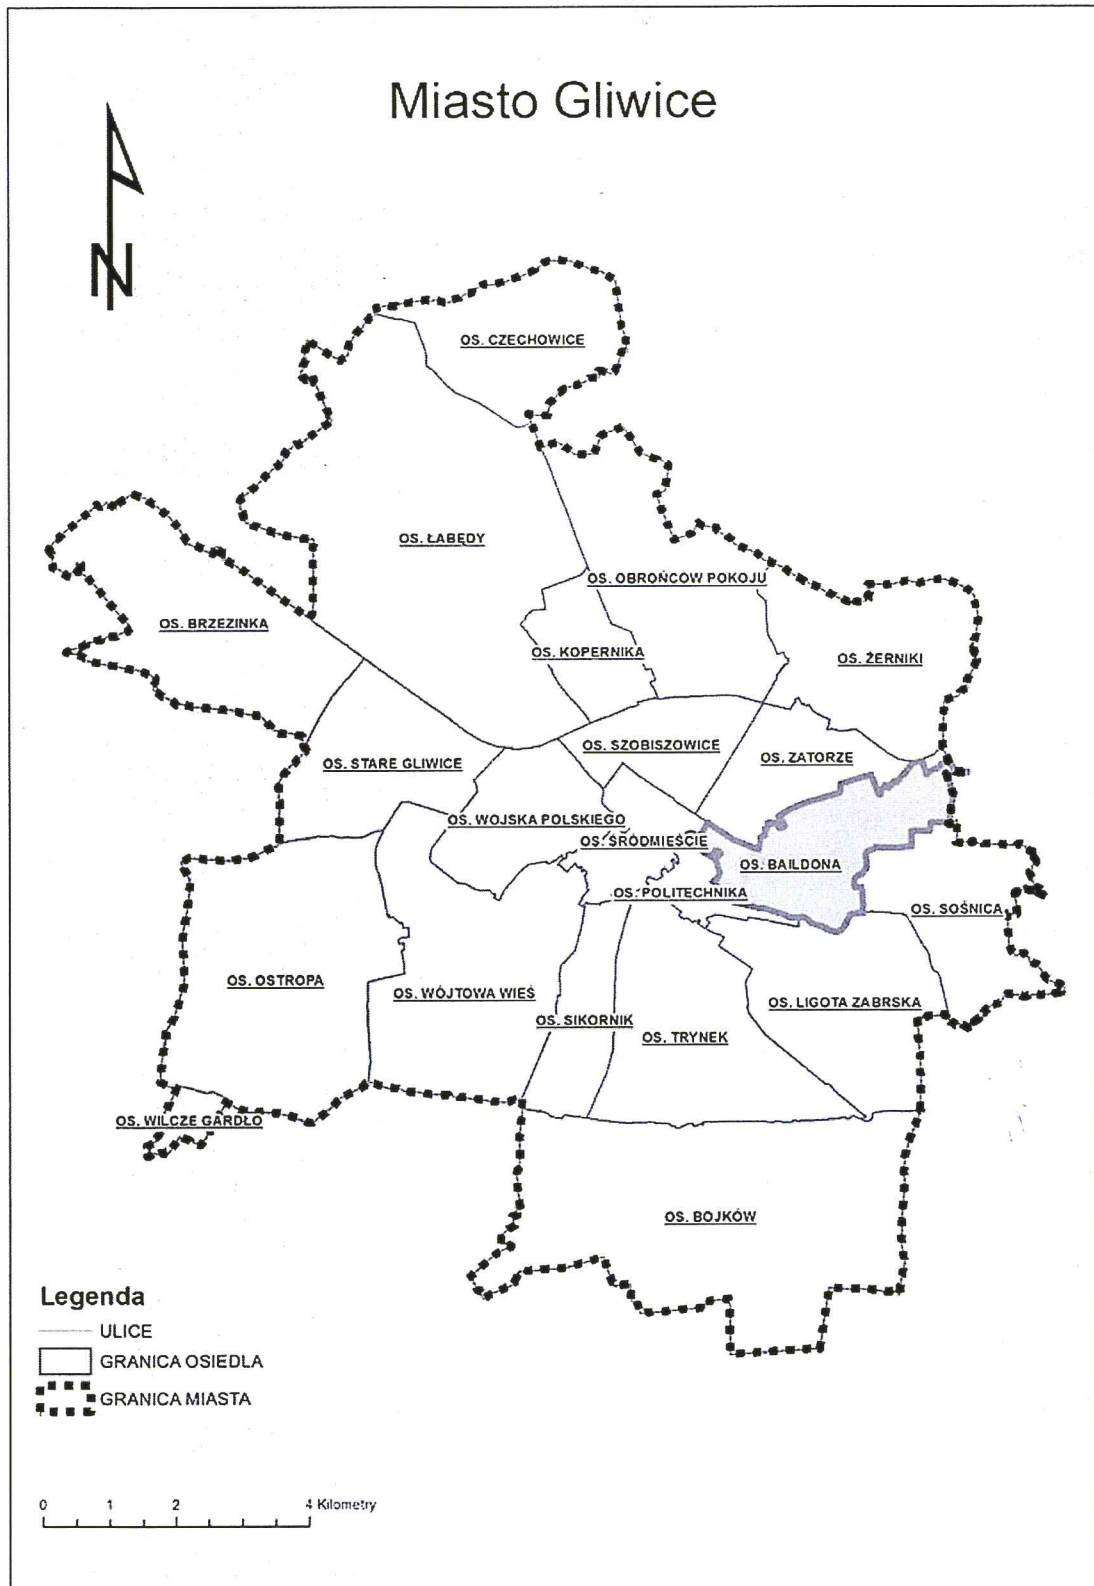 Miasto Gliwice
N
OS. CZECHOWICE
OS. ŁABĘDY
OS. OBROŃCÓW POKOJU
OS. BRZEZINKA
OS. KOPERNIKA
OS. ŻERNIKI
OS. SZOBISZOWICE
OS. ZATORZE
OS. STARE GLIWICE
OS. WOJSKA POLSKIEGO
OS. ŚRÓDMIEŚCIE
OS. BAILDONA
OS. POLITECHNIKA
OS. SOŚNICA
OS. OSTROPA
OS. WÓJTOWA WIEŚ
OS. LIGOTA ZABRSKA
OS. SIKORNIK
OS. TRYNEK
OS. WILCZE GARDŁO
OS. BOJKÓW
Legenda
ULICE
GRANICA OSIEDLA
GRANICA MIASTA
0 1 2 4 Kilometry